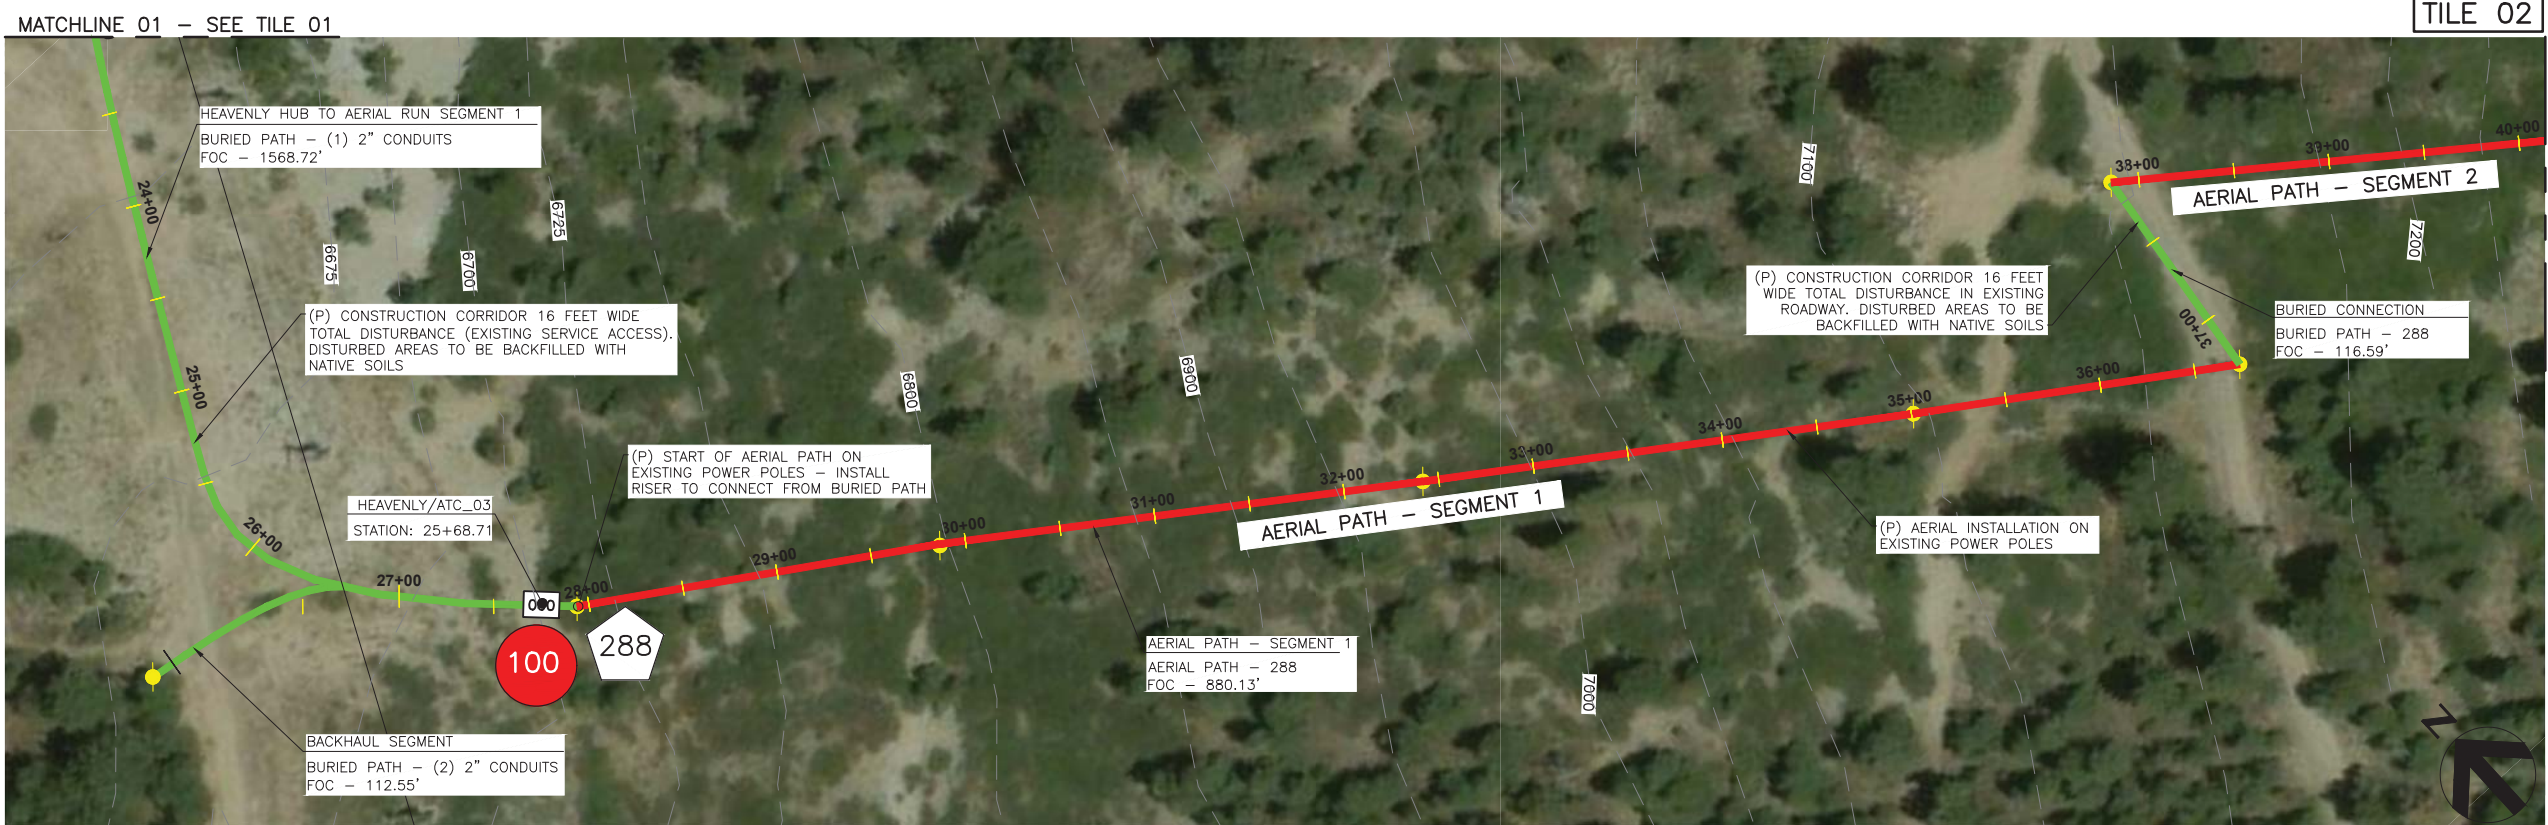 MATCHLINE 01 – SEE TILE 01
TILE 02
HEAVENLY HUB TO AERIAL RUN SEGMENT 1
BURIED PATH – (1) 2" CONDUITS
FOC – 1568.72'
24+00
6675
6700
6725
(P) CONSTRUCTION CORRIDOR 16 FEET WIDE
TOTAL DISTURBANCE (EXISTING SERVICE ACCESS).
DISTURBED AREAS TO BE BACKFILLED WITH
NATIVE SOILS
25+00
(P) START OF AERIAL PATH ON
EXISTING POWER POLES – INSTALL
RISER TO CONNECT FROM BURIED PATH
HEAVENLY/ATC_03
STATION: 25+68.71
26+00
27+00
28+00
100
288
BACKHAUL SEGMENT
BURIED PATH – (2) 2" CONDUITS
FOC – 112.55'
29+00
30+00
31+00
32+00
33+00
34+00
35+00
36+00
37+00
38+00
39+00
40+00
6800
6900
7000
7100
7200
AERIAL PATH – SEGMENT 1
AERIAL PATH – SEGMENT 1
AERIAL PATH – 288
FOC – 880.13'
(P) AERIAL INSTALLATION ON
EXISTING POWER POLES
(P) CONSTRUCTION CORRIDOR 16 FEET
WIDE TOTAL DISTURBANCE IN EXISTING
ROADWAY. DISTURBED AREAS TO BE
BACKFILLED WITH NATIVE SOILS
AERIAL PATH – SEGMENT 2
BURIED CONNECTION
BURIED PATH – 288
FOC – 116.59'
N